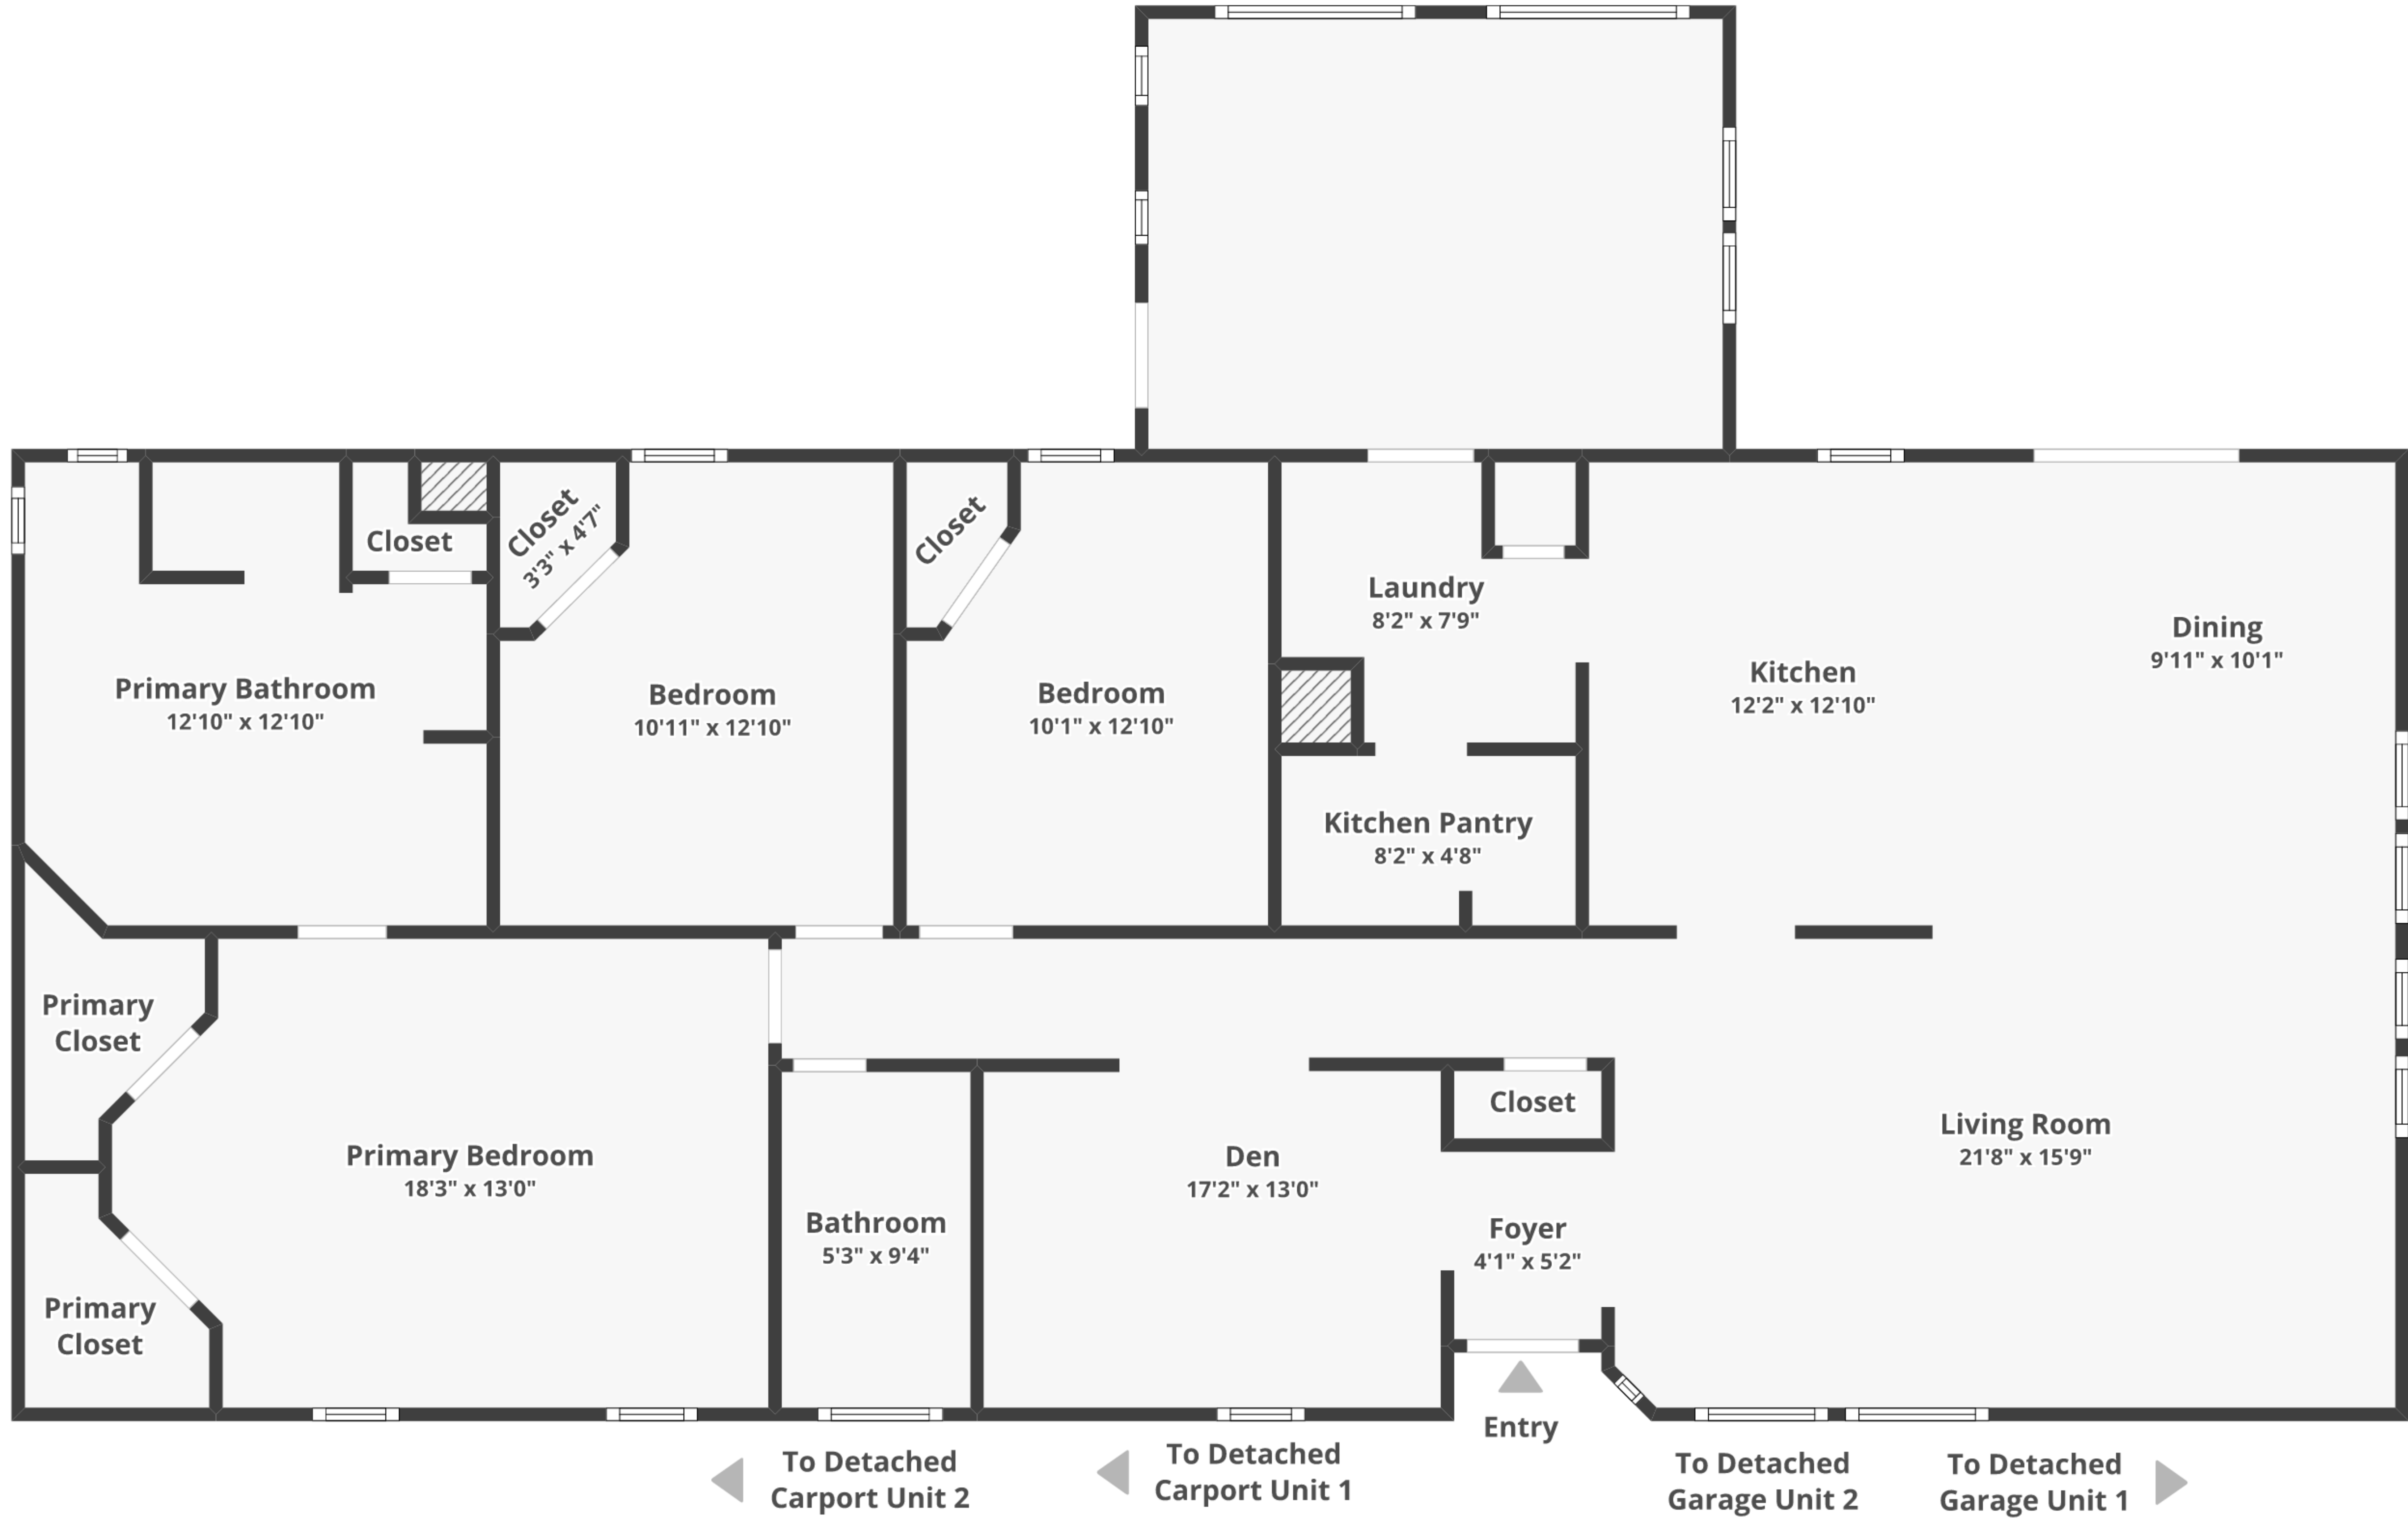 Closet
Closet
3'3" x 4'7"
Closet
Laundry
8'2" x 7'9"
Dining
9'11" x 10'1"
Kitchen
12'2" x 12'10"
Primary Bathroom
12'10" x 12'10"
Bedroom
10'11" x 12'10"
Bedroom
10'1" x 12'10"
Kitchen Pantry
8'2" x 4'8"
Primary
Closet
Closet
Living Room
21'8" x 15'9"
Primary Bedroom
18'3" x 13'0"
Den
17'2" x 13'0"
Bathroom
5'3" x 9'4"
Foyer
4'1" x 5'2"
Primary
Closet
Entry
To Detached
Carport Unit 2
To Detached
Carport Unit 1
To Detached
Garage Unit 2
To Detached
Garage Unit 1